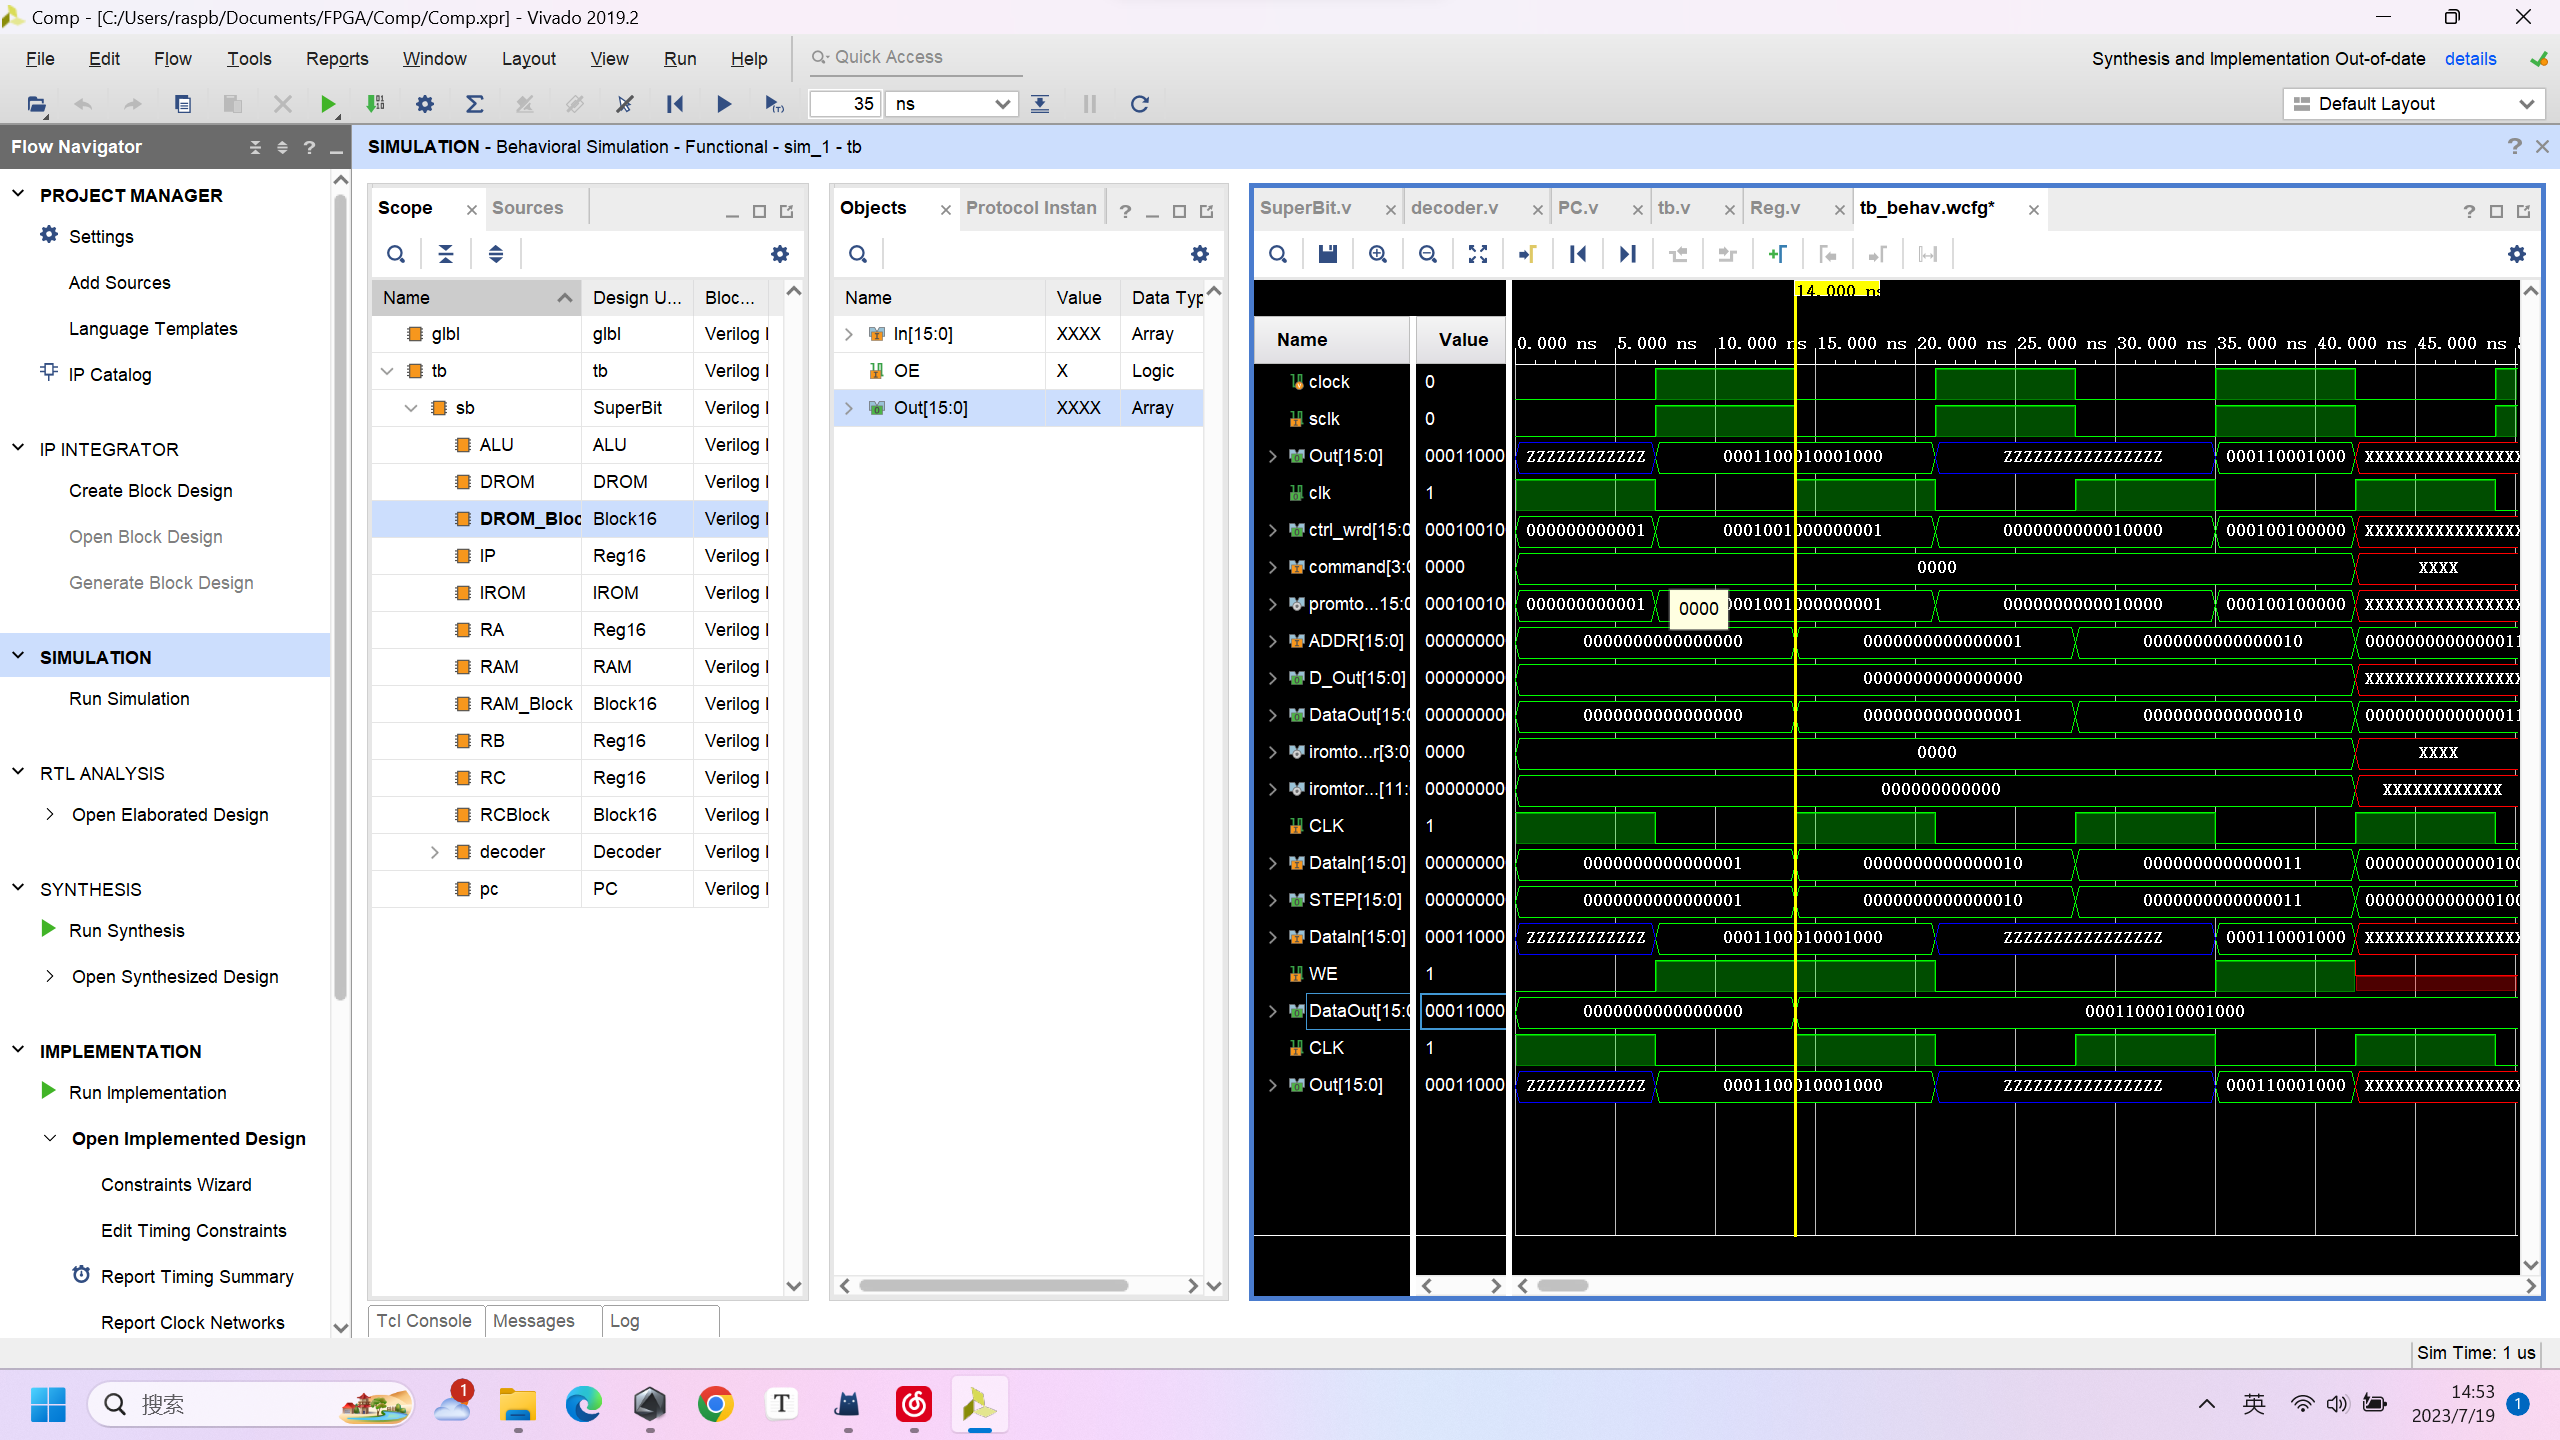 Comp - [C:/Users/raspb/Documents/FPGA/Comp/Comp.xpr] - Vivado 2019.2
File Edit Flow Tools Reports Window Layout View Run Help Quick Access
Synthesis and Implementation Out-of-date details
35 ns
Default Layout
Flow Navigator
PROJECT MANAGER
Settings
Add Sources
Language Templates
IP Catalog
IP INTEGRATOR
Create Block Design
Open Block Design
Generate Block Design
SIMULATION
Run Simulation
RTL ANALYSIS
Open Elaborated Design
SYNTHESIS
Run Synthesis
Open Synthesized Design
IMPLEMENTATION
Run Implementation
Open Implemented Design
Constraints Wizard
Edit Timing Constraints
Report Timing Summary
Report Clock Networks
SIMULATION - Behavioral Simulation - Functional - sim_1 - tb
Scope Sources
Name Design U... Bloc...
glbl glbl Verilog
tb tb Verilog
sb SuperBit Verilog
ALU ALU Verilog
DROM DROM Verilog
DROM_Bloc Block16 Verilog
IP Reg16 Verilog
IROM IROM Verilog
RA Reg16 Verilog
RAM RAM Verilog
RAM_Block Block16 Verilog
RB Reg16 Verilog
RC Reg16 Verilog
RCBlock Block16 Verilog
decoder Decoder Verilog
pc PC Verilog
Objects Protocol Instan
Name Value Data Typ
In[15:0] XXXX Array
OE X Logic
Out[15:0] XXXX Array
SuperBit.v decoder.v PC.v tb.v Reg.v tb_behav.wcfg*
14.000 ns
Name Value
0.000 ns 5.000 ns 10.000 ns 15.000 ns 20.000 ns 25.000 ns 30.000 ns 35.000 ns 40.000 ns 45.000 ns
clock 0
sclk 0
Out[15:0] 00011000 ZZZZZZZZZZZZ 0001100010001000 ZZZZZZZZZZZZZZZZ 000110001000 XXXXXXXXXXXXXXXX
clk 1
ctrl_wrd[15:0 00010010 000000000001 0001001000000001 0000000000010000 000100100000 XXXXXXXXXXXXXXXX
command[3:0 0000 0000 XXXX
promto...15:0 00010010 000000000001 0001001000000001 0000000000010000 000100100000 XXXXXXXXXXXXXXXX
0000
ADDR[15:0] 00000000 0000000000000000 0000000000000001 0000000000000010 0000000000000011
D_Out[15:0] 00000000 0000000000000000 XXXXXXXXXXXXXXXX
DataOut[15:0 00000000 0000000000000000 0000000000000001 0000000000000010 0000000000000011
iromto...r[3:0] 0000 0000 XXXX
iromtor...[11: 00000000 000000000000 XXXXXXXXXXXX
CLK 1
DataIn[15:0] 00000000 0000000000000001 0000000000000010 0000000000000011 000000000000010
STEP[15:0] 00000000 0000000000000001 0000000000000010 0000000000000011 000000000000010
DataIn[15:0] 00011000 ZZZZZZZZZZZZ 0001100010001000 ZZZZZZZZZZZZZZZZ 000110001000 XXXXXXXXXXXXXXXX
WE 1
DataOut[15:0 00011000 0000000000000000 0001100010001000
CLK 1
Out[15:0] 00011000 ZZZZZZZZZZZZ 0001100010001000 ZZZZZZZZZZZZZZZZ 000110001000 XXXXXXXXXXXXXXXX
Tcl Console Messages Log
Sim Time: 1 us
搜索
1
T
英
14:53
2023/7/19
1